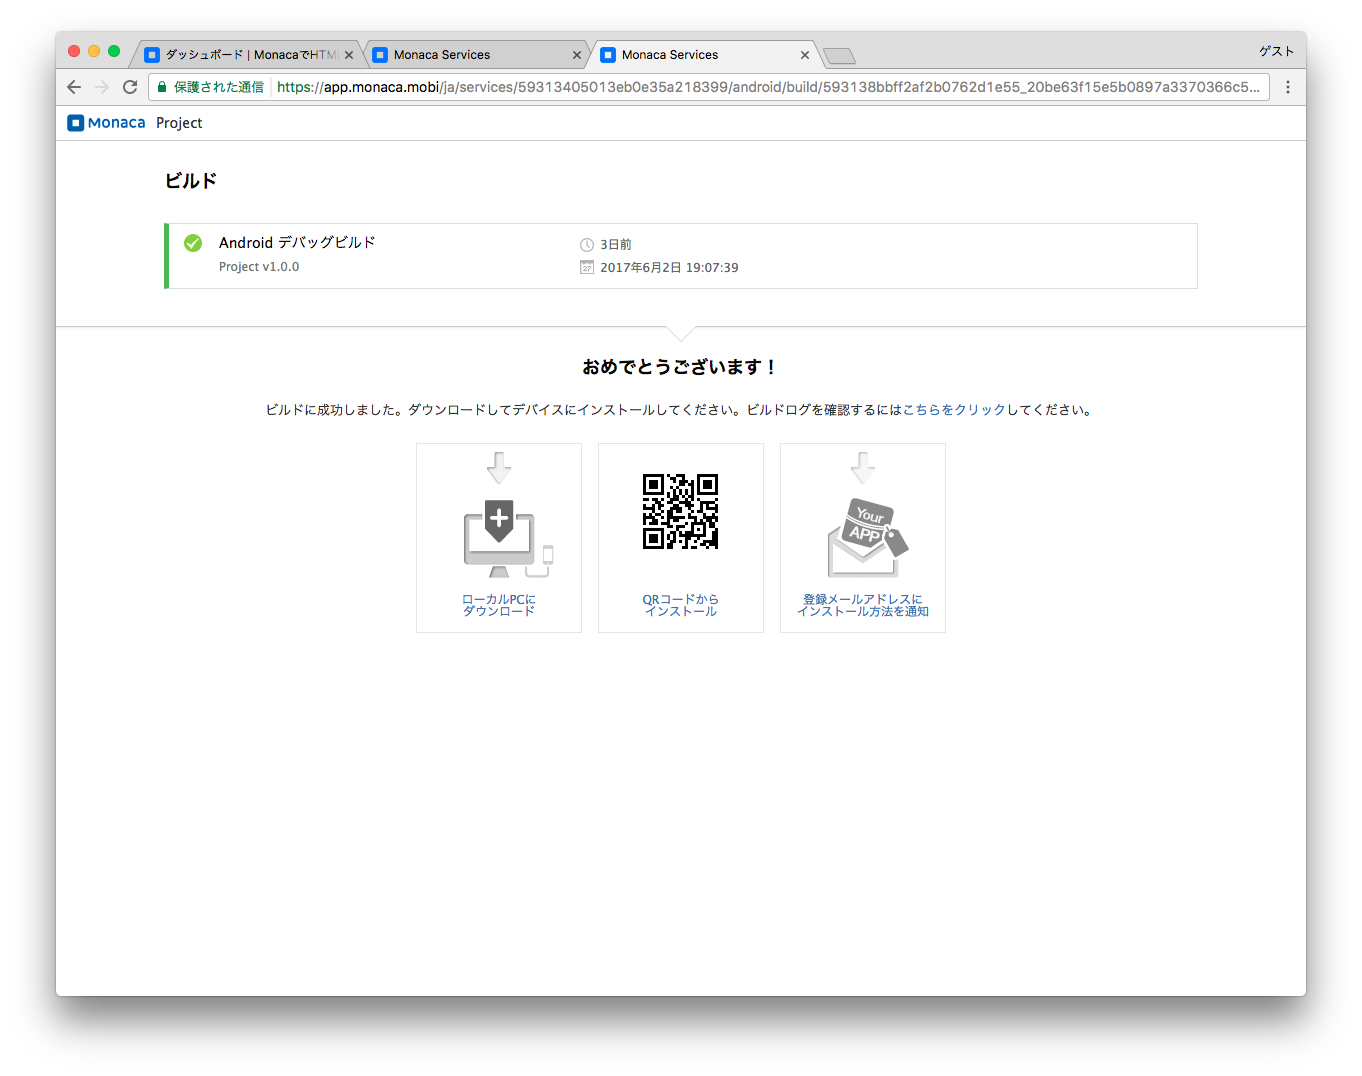 ダッシュボード | MonacaでHTM
Monaca Services
Monaca Services
ゲスト
保護された通信
https://app.monaca.mobi/ja/services/59313405013eb0e35a218399/android/build/593138bbff2af2b0762d1e55_20be63f15e5b0897a3370366c5...
Monaca Project
ビルド
Android デバッグビルド
3日前
Project v1.0.0
27
2017年6月2日 19:07:39
おめでとうございます！
ビルドに成功しました。ダウンロードしてデバイスにインストールしてください。ビルドログを確認するにはこちらをクリックしてください。
Your
APP
ローカルPCに
ダウンロード
QRコードから
インストール
登録メールアドレスに
インストール方法を通知